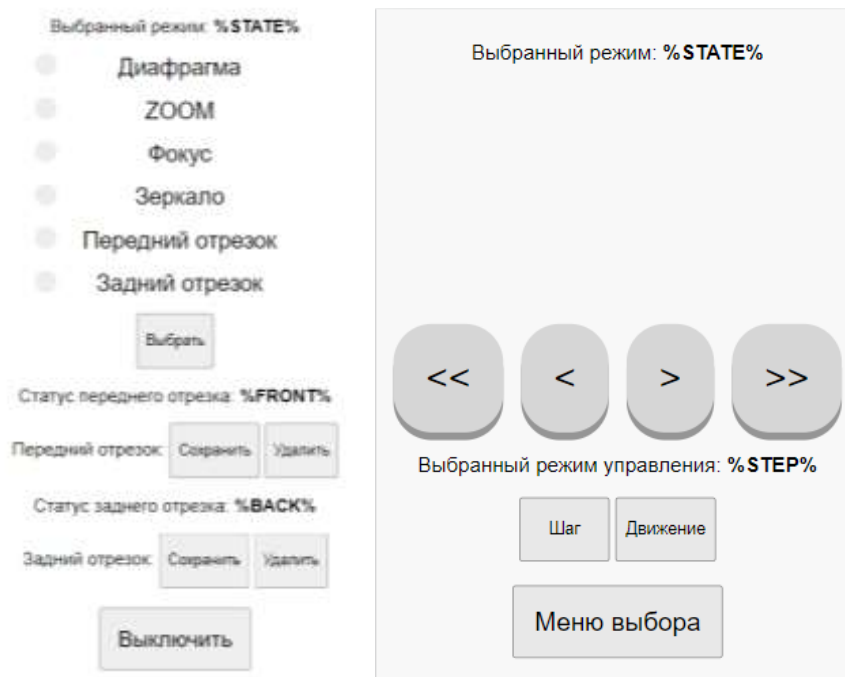 Выбранный режим: %STATE%
Диафрагма
ZOOM
Фокус
Зеркало
Передний отрезок
Задний отрезок
Выбрать
Статус переднего отрезка: %FRONT%
Передний отрезок: Сохранить Удалить
Статус заднего отрезка: %BACK%
Задний отрезок: Сохранить Удалить
Выключить
Выбранный режим: %STATE%
<< < > >>
Выбранный режим управления: %STEP%
Шаг Движение
Меню выбора